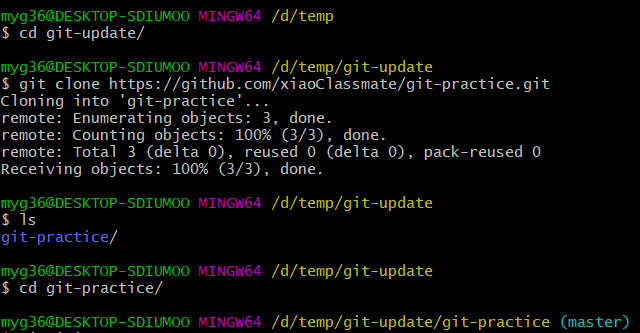 myg36@DESKTOP-SDIUMOO MINGW64 /d/temp
$ cd git-update/
myg36@DESKTOP-SDIUMOO MINGW64 /d/temp/git-update
$ git clone https://github.com/xiaoClassmate/git-practice.git
Cloning into 'git-practice'...
remote: Enumerating objects: 3, done.
remote: Counting objects: 100% (3/3), done.
remote: Total 3 (delta 0), reused 0 (delta 0), pack-reused 0
Receiving objects: 100% (3/3), done.
myg36@DESKTOP-SDIUMOO MINGW64 /d/temp/git-update
$ ls
git-practice/
myg36@DESKTOP-SDIUMOO MINGW64 /d/temp/git-update
$ cd git-practice/
myg36@DESKTOP-SDIUMOO MINGW64 /d/temp/git-update/git-practice (master)